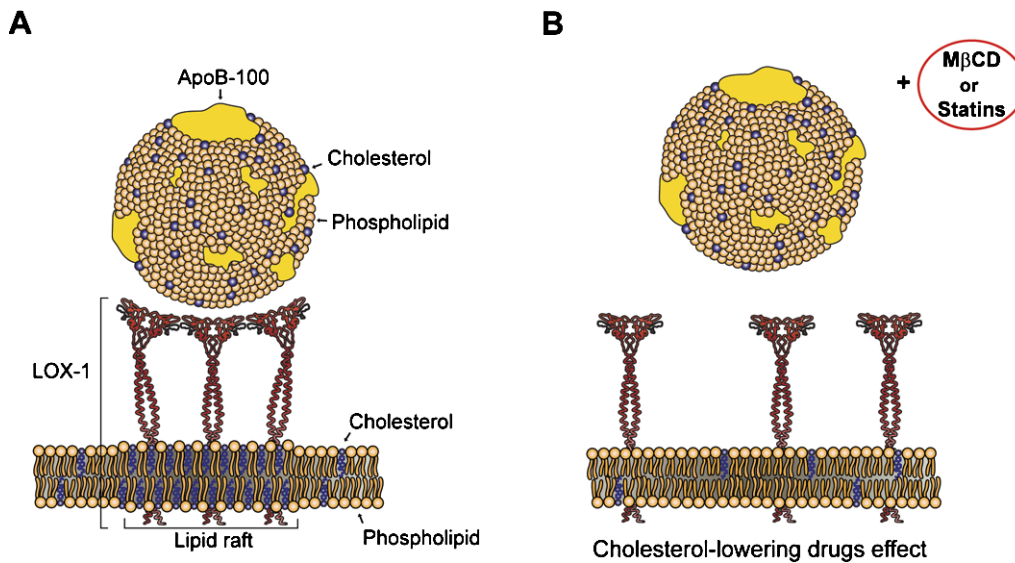 A
ApoB-100
Cholesterol
Phospholipid
LOX-1
Cholesterol
Lipid raft
Phospholipid
B
+
MβCD
or
Statins
Cholesterol-lowering drugs effect